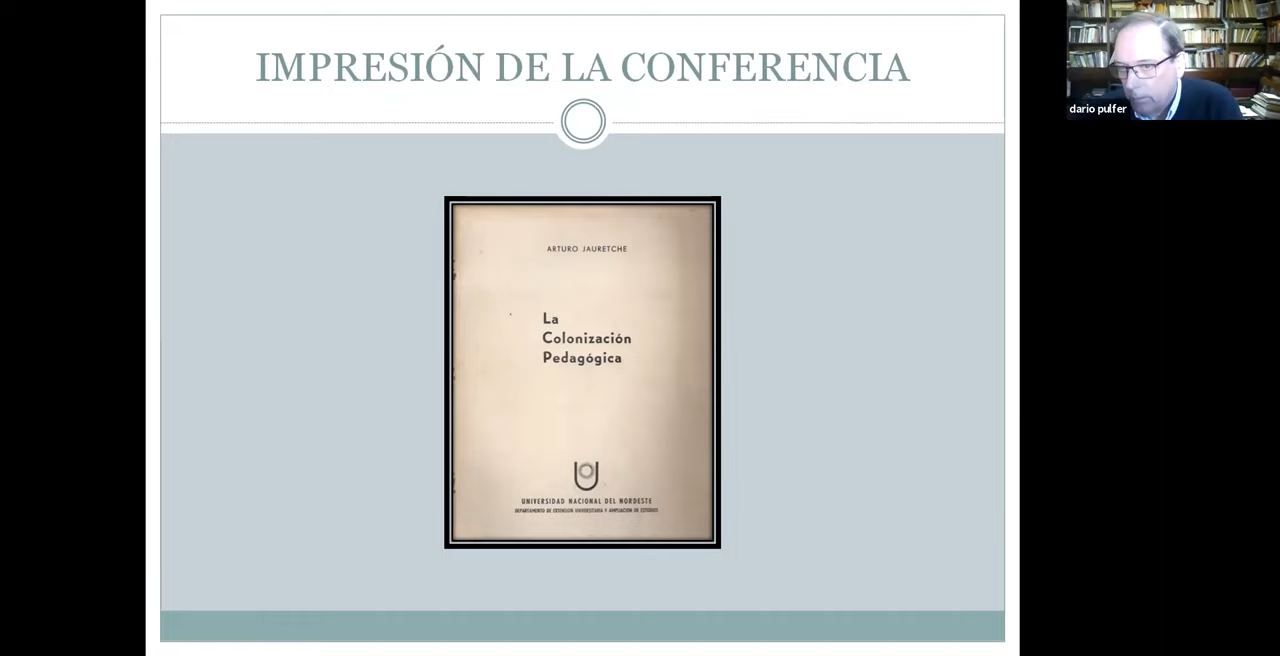 IMPRESIÓN DE LA CONFERENCIA
dario pulfer
ARTURO JAURETCHE
La
Colonización
Pedagógica
UNIVERSIDAD NACIONAL DEL NORDESTE
DEPARTAMENTO DE EXTENSION UNIVERSITARIA Y AMPLIACION DE ESTUDIOS